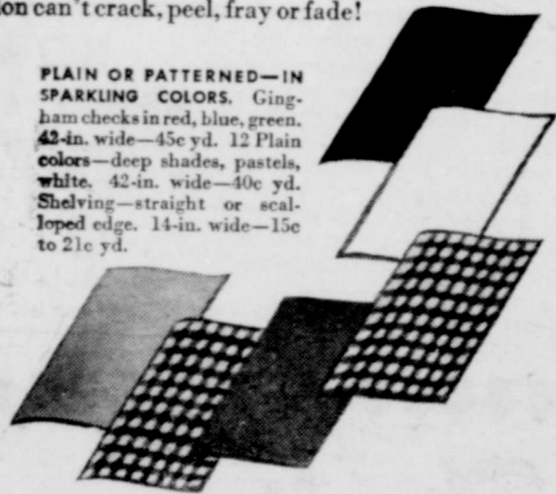 ion can't crack, peel, fray or fade!
PLAIN OR PATTERNED—IN
SPARKLING COLORS. Ging-
ham checks in red, blue, green.
42-in. wide—45c yd. 12 Plain
colors—deep shades, pastels,
white. 42-in. wide—40c yd.
Shelving—straight or scal-
loped edge. 14-in. wide—15c
to 21c yd.